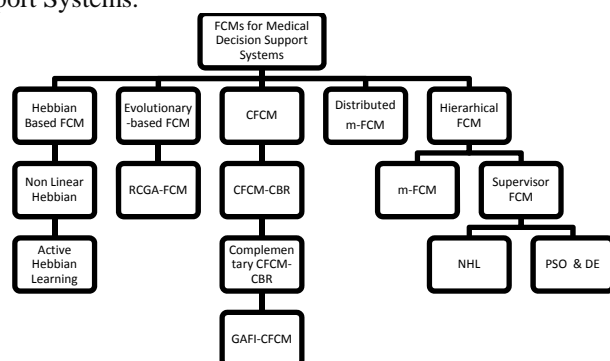 port Systems.
FCMs for Medical
Decision Support
Systems
Hebbian
Based FCM
Evolutionary
-based FCM
CFCM
Distributed
m-FCM
Hierarhical
FCM
Non Linear
Hebbian
RCGA-FCM
CFCM-CBR
m-FCM
Supervisor
FCM
Active
Hebbian
Learning
Complemen
tary CFCM-
CBR
NHL
PSO & DE
GAFI-CFCM